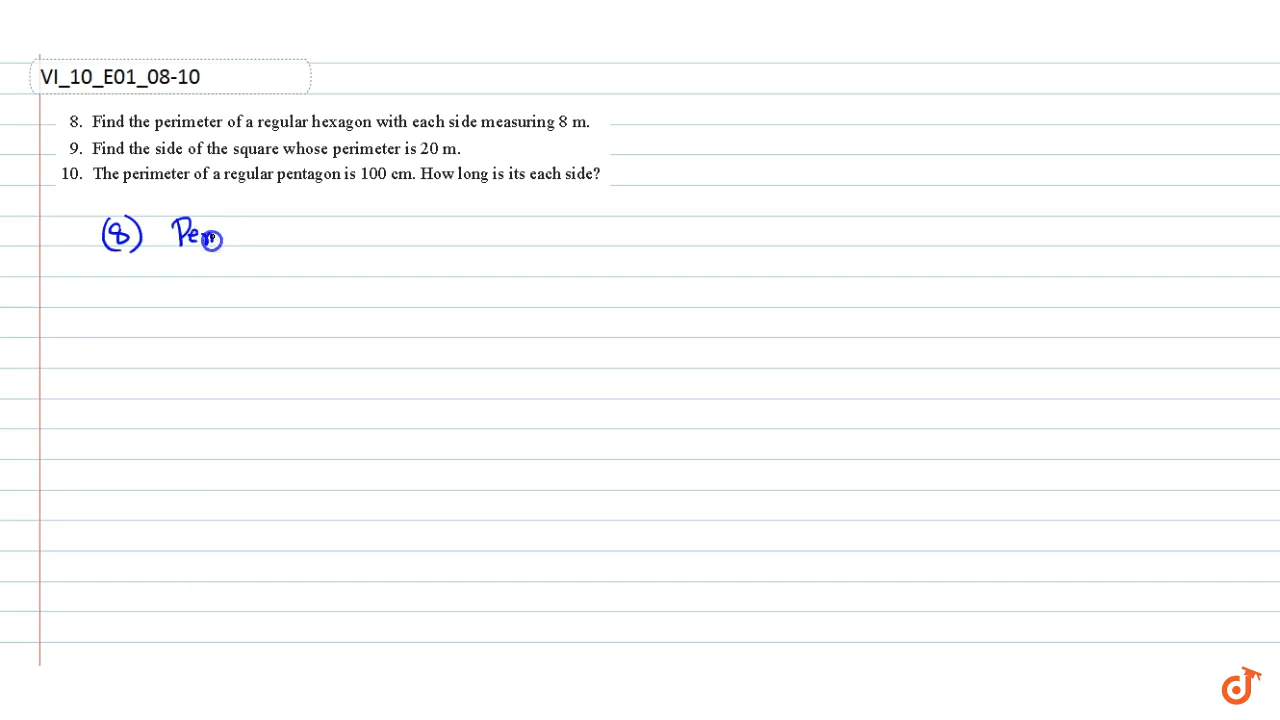 VI_10_E01_08-10
8. Find the perimeter of a regular hexagon with each side measuring 8 m.
9. Find the side of the square whose perimeter is 20 m.
10. The perimeter of a regular pentagon is 100 cm. How long is its each side?
(8) Per